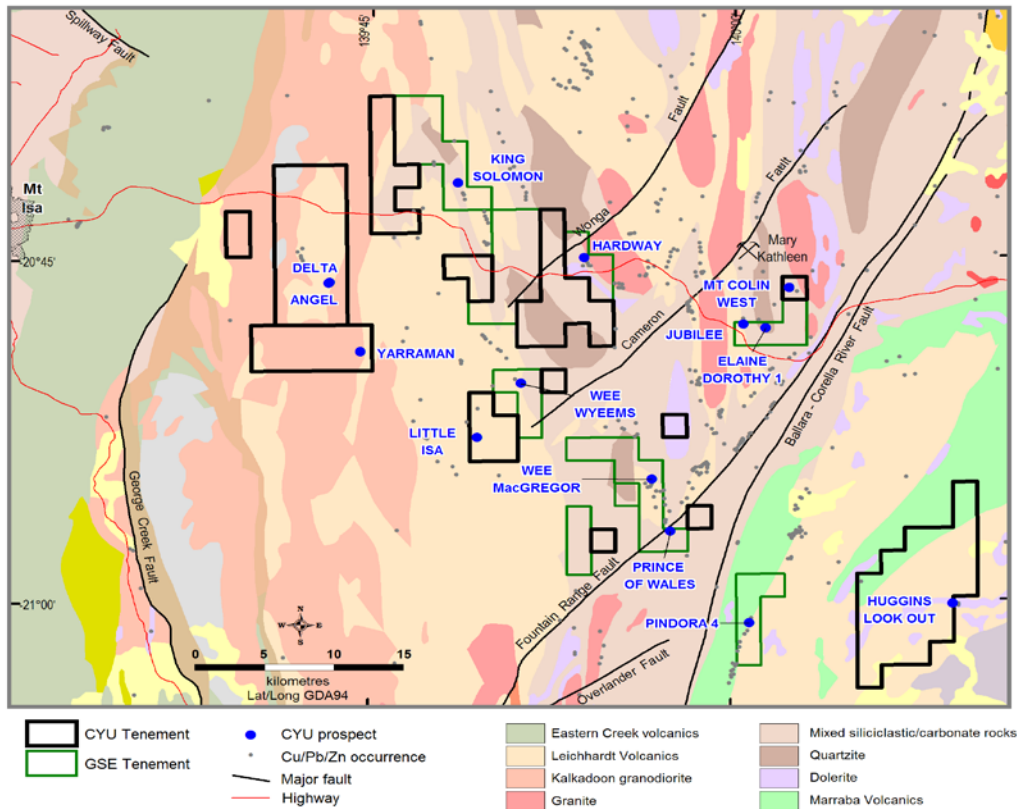 Spillway Fault
139°45'
140°00'
KING
SOLOMON
Fault
Fault
Mt
Isa
Wonga
HARDWAY
Mary
Kathleen
20°45'
DELTA
ANGEL
MT COLIN
WEST
Cameron
JUBILEE
YARRAMAN
ELAINE
DOROTHY 1
Ballara - Corella River Fault
WEE
WYEEMS
LITTLE
ISA
WEE
MacGREGOR
George Creek Fault
PRINCE
OF WALES
Fountain Range Fault
21°00'
HUGGINS
LOOK OUT
PINDORA 4
N
W E
S
Overlander Fault
0 5 10 15
kilometres
Lat/Long GDA94
CYU Tenement
GSE Tenement
CYU prospect
Cu/Pb/Zn occurrence
Major fault
Highway
Eastern Creek volcanics
Leichhardt Volcanics
Kalkadoon granodiorite
Granite
Mixed siliciclastic/carbonate rocks
Quartzite
Dolerite
Marraba Volcanics